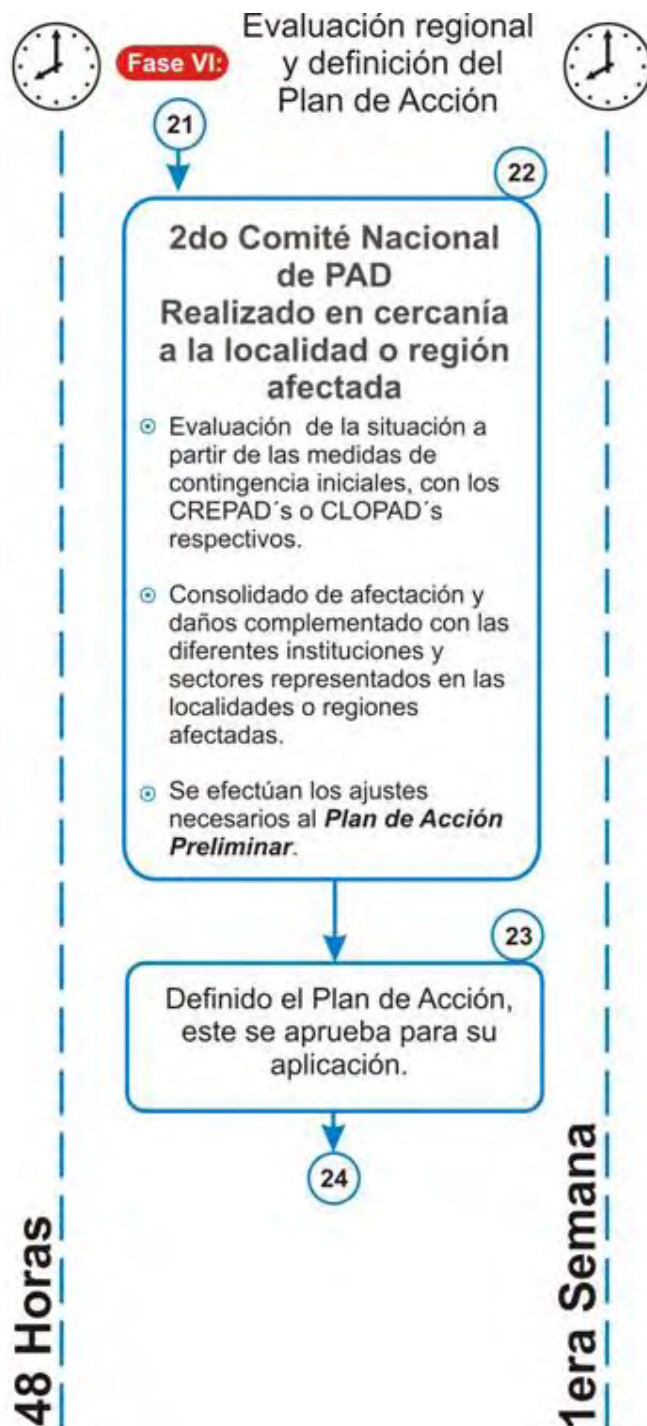 Fase VI:
Evaluación regional
y definición del
Plan de Acción
21
22
2do Comité Nacional
de PAD
Realizado en cercanía
a la localidad o región
afectada
Evaluación de la situación a
partir de las medidas de
contingencia iniciales, con los
CREPAD´s o CLOPAD´s
respectivos.
Consolidado de afectación y
daños complementado con las
diferentes instituciones y
sectores representados en las
localidades o regiones
afectadas.
Se efectúan los ajustes
necesarios al Plan de Acción
Preliminar.
23
Definido el Plan de Acción,
este se aprueba para su
aplicación.
24
48 Horas
1era Semana